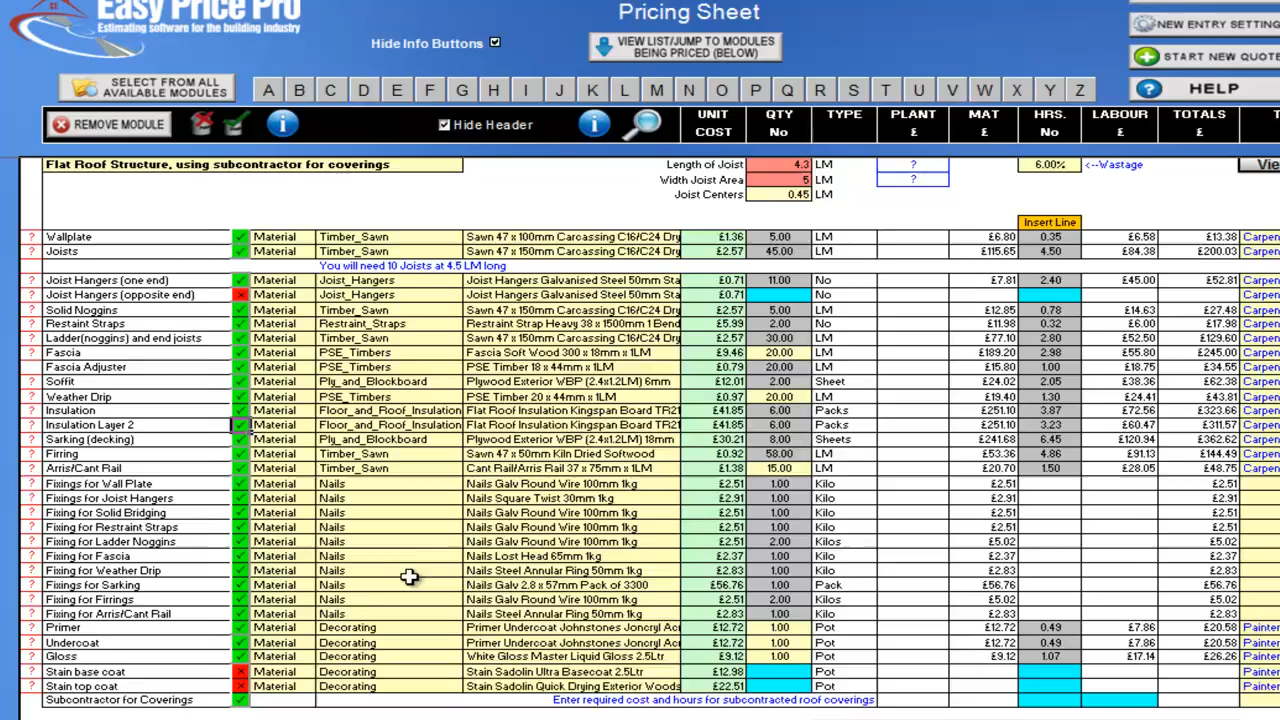 Easy Price Pro
Estimating software for the building industry
Pricing Sheet
Hide Info Buttons
VIEW LIST/JUMP TO MODULES
BEING PRICED (BELOW)
NEW ENTRY SETTING
START NEW QUOTE
HELP
SELECT FROM ALL
AVAILABLE MODULES
A B C D E F G H I J K L M N O P Q R S T U V W X Y Z
REMOVE MODULE
Hide Header
UNIT COST QTY No TYPE PLANT £ MAT £ HRS. No LABOUR £ TOTALS £
Flat Roof Structure, using subcontractor for coverings Length of Joist 4.3 LM ? 6.00% <--Wastage Vie
Width Joist Area 5 LM ?
Joist Centers 0.45 LM
Insert Line
? Wallplate Material Timber_Sawn Sawn 47 x 100mm Carcassing C16/C24 Dry £1.36 5.00 LM £6.80 0.35 £6.58 £13.38 Carpen
? Joists Material Timber_Sawn Sawn 47 x 150mm Carcassing C16/C24 Dry £2.57 45.00 LM £115.65 4.50 £84.38 £200.03 Carpen
You will need 10 Joists at 4.5 LM long
? Joist Hangers (one end) Material Joist_Hangers Joist Hangers Galvanised Steel 50mm Sta £0.71 11.00 No £7.81 2.40 £45.00 £52.81 Carpen
? Joist Hangers (opposite end) Material Joist_Hangers Joist Hangers Galvanised Steel 50mm Sta £0.71 No Carpen
? Solid Noggins Material Timber_Sawn Sawn 47 x 150mm Carcassing C16/C24 Dry £2.57 5.00 LM £12.85 0.78 £14.63 £27.48 Carpen
? Restraint Straps Material Restraint_Straps Restraint Strap Heavy 38 x 1500mm 1 Bend £5.99 2.00 No £11.98 0.32 £6.00 £17.98 Carpen
? Ladder(noggins) and end joists Material Timber_Sawn Sawn 47 x 150mm Carcassing C16/C24 Dry £2.57 30.00 LM £77.10 2.80 £52.50 £129.60 Carpen
? Fascia Material PSE_Timbers Fascia Soft Wood 300 x 18mm x 1LM £9.46 20.00 LM £189.20 2.98 £55.80 £245.00 Carpen
Fascia Adjuster Material PSE_Timbers PSE Timber 18 x 44mm x 1LM £0.79 20.00 LM £15.80 1.00 £18.75 £34.55 Carpen
? Soffit Material Ply_and_Blockboard Plywood Exterior WBP (2.4x1.2LM) 6mm £12.01 2.00 Sheet £24.02 2.05 £38.36 £62.38 Carpen
? Weather Drip Material PSE_Timbers PSE Timber 20 x 44mm x 1LM £0.97 20.00 LM £19.40 1.30 £24.41 £43.81 Carpen
? Insulation Material Floor_and_Roof_Insulation Flat Roof Insulation Kingspan Board TR21 £41.85 6.00 Packs £251.10 3.87 £72.56 £323.66 Carpen
? Insulation Layer 2 Material Floor_and_Roof_Insulation Flat Roof Insulation Kingspan Board TR21 £41.85 6.00 Packs £251.10 3.23 £60.47 £311.57 Carpen
? Sarking (decking) Material Ply_and_Blockboard Plywood Exterior WBP (2.4x1.2LM) 18mm £30.21 8.00 Sheets £241.68 6.45 £120.94 £362.62 Carpen
? Firring Material Timber_Sawn Sawn 47 x 50mm Kiln Dried Softwood £0.92 58.00 LM £53.36 4.86 £91.13 £144.49 Carpen
? Arris/Cant Rail Material Timber_Sawn Cant Rail/Arris Rail 37 x 75mm x 1LM £1.38 15.00 LM £20.70 1.50 £28.05 £48.75 Carpen
? Fixings for Wall Plate Material Nails Nails Galv Round Wire 100mm 1kg £2.51 1.00 Kilo £2.51 £2.51
? Fixings for Joist Hangers Material Nails Nails Square Twist 30mm 1kg £2.91 1.00 Kilo £2.91 £2.91
? Fixing for Solid Bridging Material Nails Nails Galv Round Wire 100mm 1kg £2.51 1.00 Kilo £2.51 £2.51
? Fixing for Restraint Straps Material Nails Nails Galv Round Wire 100mm 1kg £2.51 1.00 Kilo £2.51 £2.51
? Fixing for Ladder Noggins Material Nails Nails Galv Round Wire 100mm 1kg £2.51 2.00 Kilos £5.02 £5.02
? Fixing for Fascia Material Nails Nails Lost Head 65mm 1kg £2.37 1.00 Kilo £2.37 £2.37
? Fixing for Weather Drip Material Nails Nails Steel Annular Ring 50mm 1kg £2.83 1.00 Kilo £2.83 £2.83
? Fixings for Sarking Material Nails Nails Galv 2.8 x 57mm Pack of 3300 £56.76 1.00 Pack £56.76 £56.76
? Fixing for Firrings Material Nails Nails Galv Round Wire 100mm 1kg £2.51 2.00 Kilos £5.02 £5.02
? Fixing for Arris/Cant Rail Material Nails Nails Steel Annular Ring 50mm 1kg £2.83 1.00 Kilo £2.83 £2.83
? Primer Material Decorating Primer Undercoat Johnstones Joncryl Acr £12.72 1.00 Pot £12.72 0.49 £7.86 £20.58 Painter
? Undercoat Material Decorating Primer Undercoat Johnstones Joncryl Acr £12.72 1.00 Pot £12.72 0.49 £7.86 £20.58 Painter
? Gloss Material Decorating White Gloss Master Liquid Gloss 2.5Ltr £9.12 1.00 Pot £9.12 1.07 £17.14 £26.26 Painter
? Stain base coat Material Decorating Stain Sadolin Ultra Basecoat 2.5Ltr £12.98 Pot Painter
? Stain top coat Material Decorating Stain Sadolin Quick Drying Exterior Woods £22.51 Pot Painter
? Subcontractor for Coverings Enter required cost and hours for subcontracted roof coverings